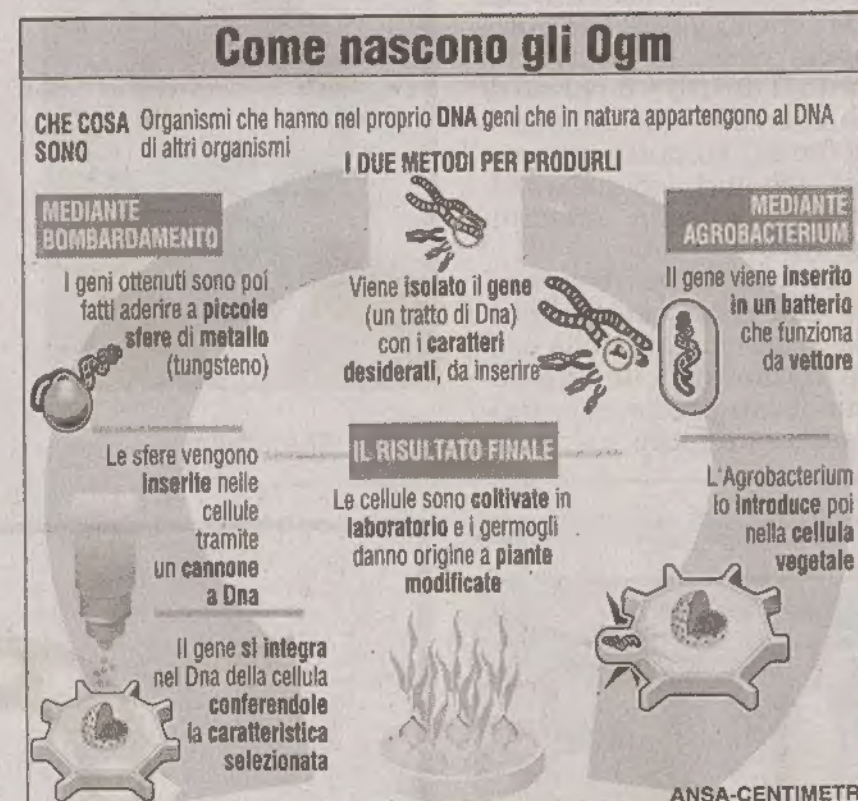 Come nascono gli Ogm
CHE COSA SONO
Organismi che hanno nel proprio DNA geni che in natura appartengono al DNA
di altri organismi
I DUE METODI PER PRODURLI
Viene isolato il gene
(un tratto di Dna)
con i caratteri
desiderati, da inserire
MEDIANTE
BOMBARDAMENTO
I geni ottenuti sono poi
fatti aderire a piccole
sfere di metallo
(tungsteno)
Le sfere vengono
inserite nelle
cellule
tramite
un cannone
a Dna
Il gene si integra
nel Dna della cellula
conferendole
la caratteristica
selezionata
MEDIANTE
AGROBACTERIUM
Il gene viene inserito
in un batterio
che funziona
da vettore
L'Agrobacterium
lo introduce poi
nella cellula
vegetale
IL RISULTATO FINALE
Le cellule sono coltivate in
laboratorio e i germogli
danno origine a piante
modificate
ANSA-CENTIMETR